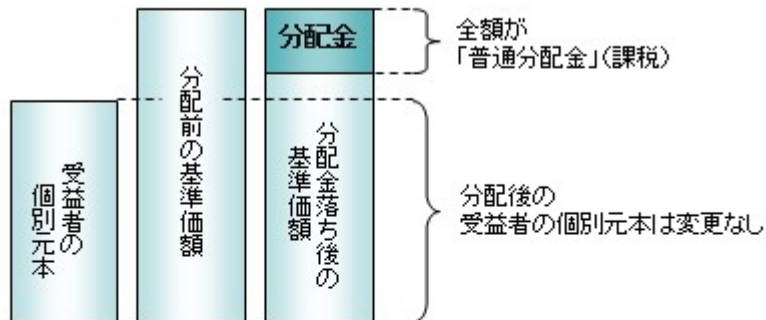 受益者の
個別元本
分配前の基準価額
分配金
分配金落ち後の
基準価額
全額が
「普通分配金」(課税)
分配後の
受益者の個別元本は変更なし